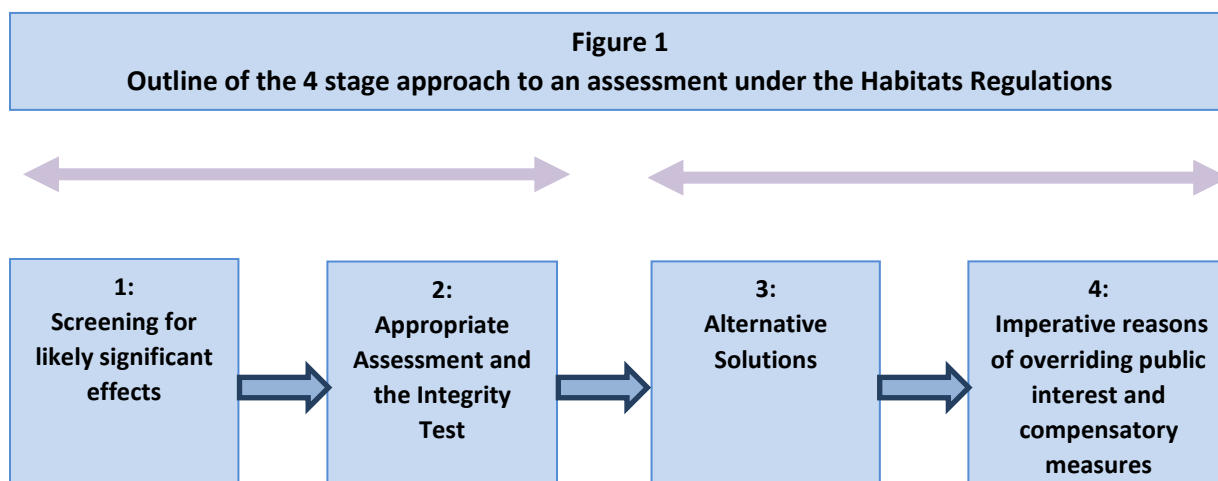 Figure 1
Outline of the 4 stage approach to an assessment under the Habitats Regulations
1:
Screening for
likely significant
effects
2:
Appropriate
Assessment and
the Integrity
Test
3:
Alternative
Solutions
4:
Imperative reasons
of overriding public
interest and
compensatory
measures